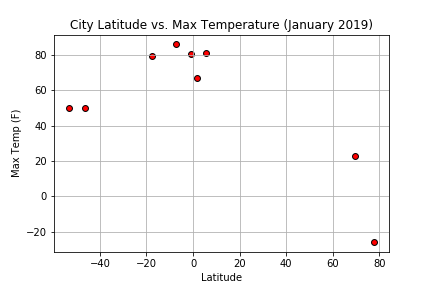 City Latitude vs. Max Temperature (January 2019)
80
60
40
20
0
−20
Max Temp (F)
−40 −20 0 20 40 60 80
Latitude